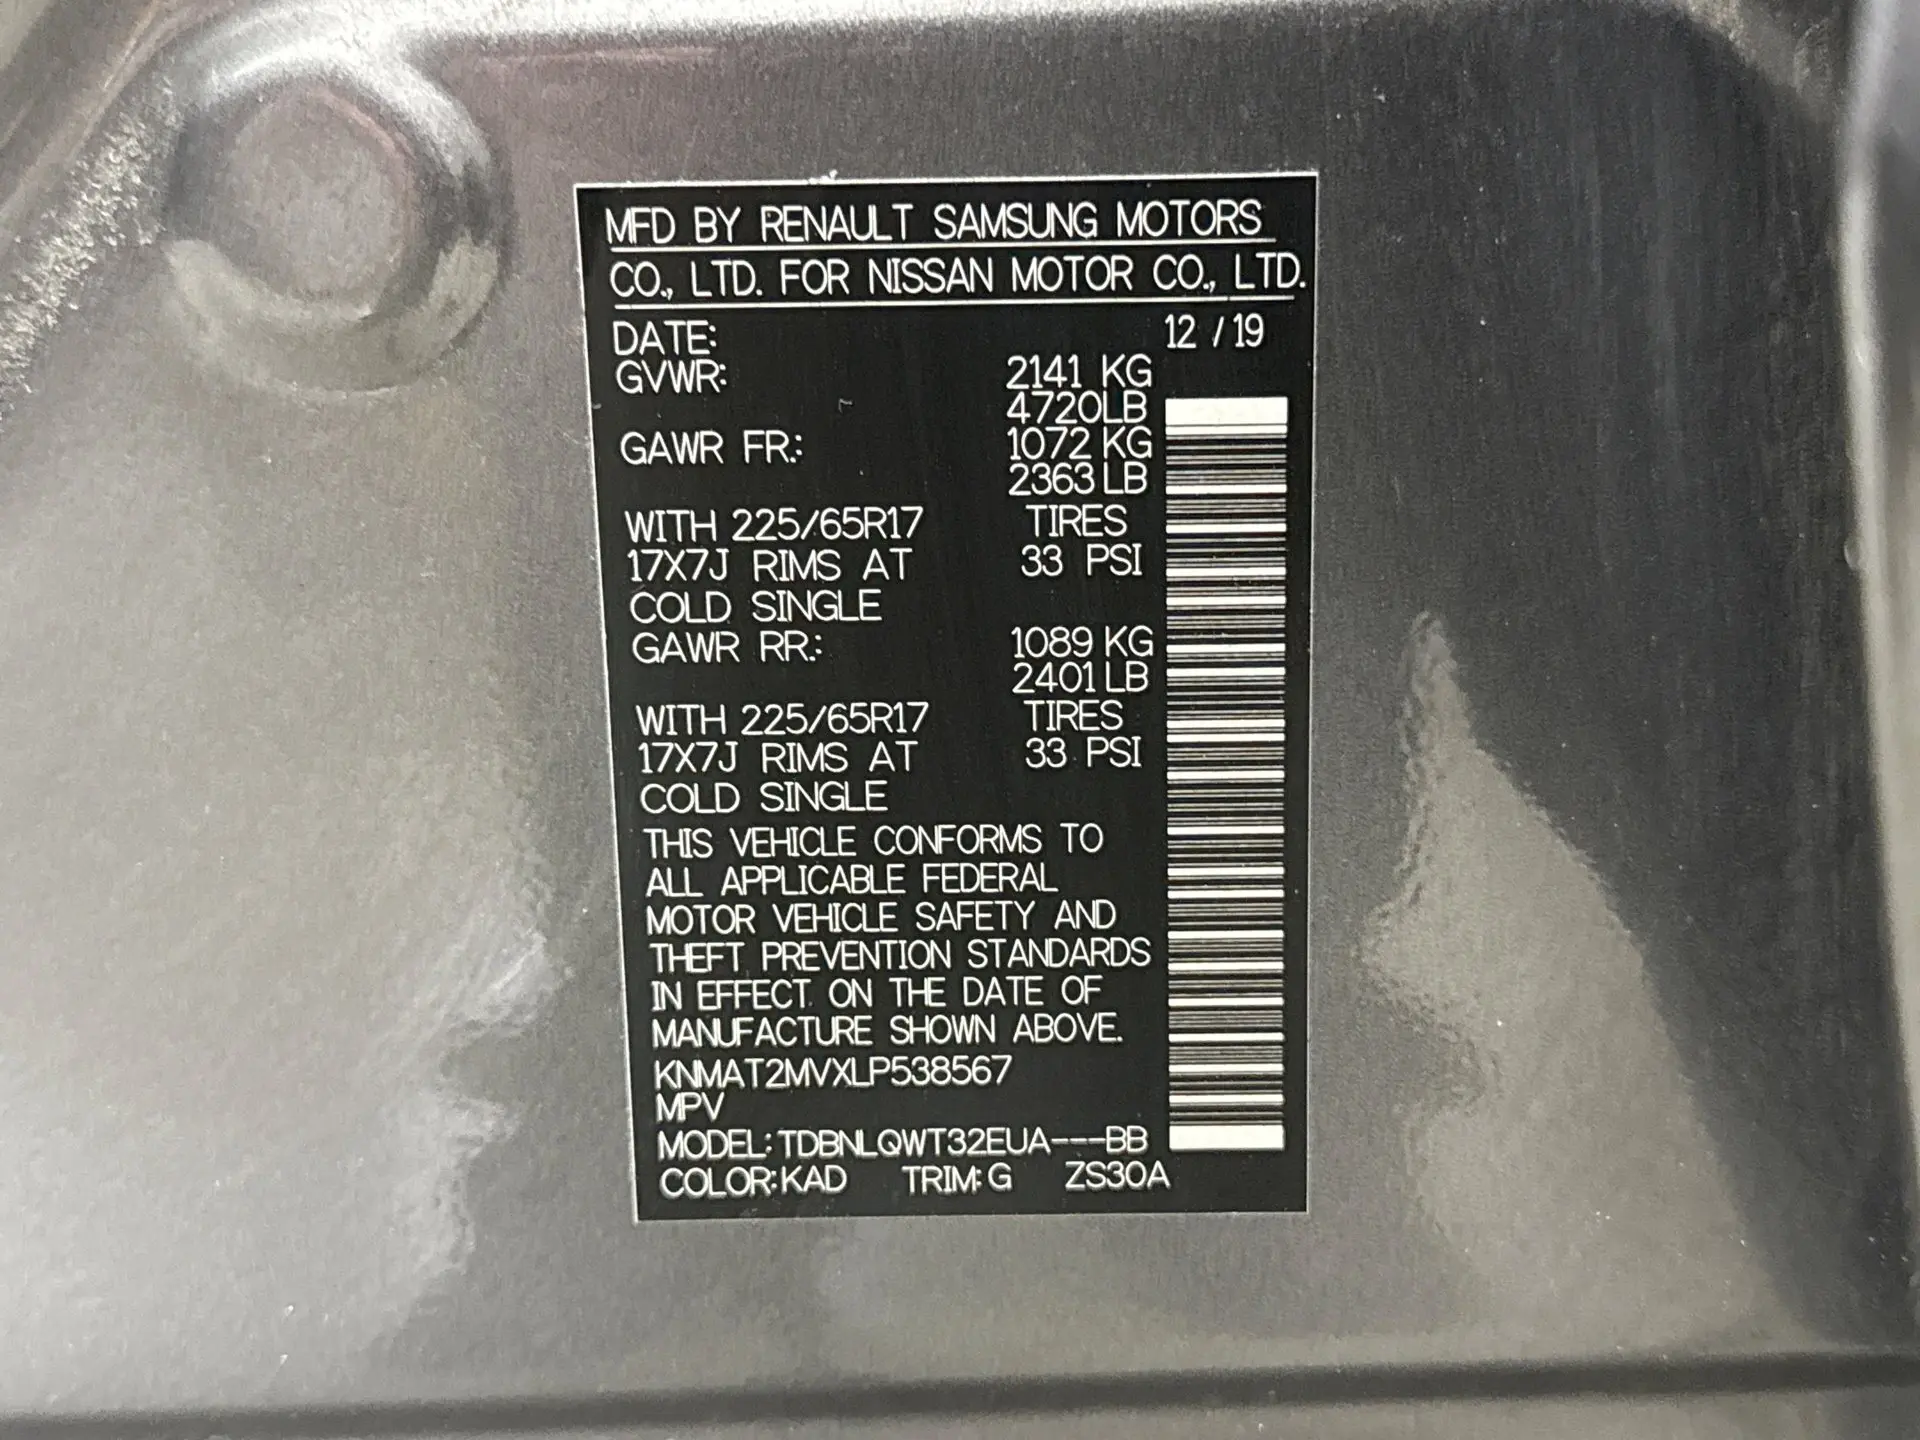 MFD BY RENAULT SAMSUNG MOTORS
CO., LTD. FOR NISSAN MOTOR CO., LTD.
DATE: 12 / 19
GVWR: 2141 KG
4720LB
GAWR FR.: 1072 KG
2363 LB
WITH 225/65R17 TIRES
17X7J RIMS AT 33 PSI
COLD SINGLE
GAWR RR.: 1089 KG
2401 LB
WITH 225/65R17 TIRES
17X7J RIMS AT 33 PSI
COLD SINGLE
THIS VEHICLE CONFORMS TO
ALL APPLICABLE FEDERAL
MOTOR VEHICLE SAFETY AND
THEFT PREVENTION STANDARDS
IN EFFECT ON THE DATE OF
MANUFACTURE SHOWN ABOVE.
KNMAT2MVXLP538567
MPV
MODEL: TDBNLQWT32EUA---BB
COLOR: KAD TRIM: G ZS30A